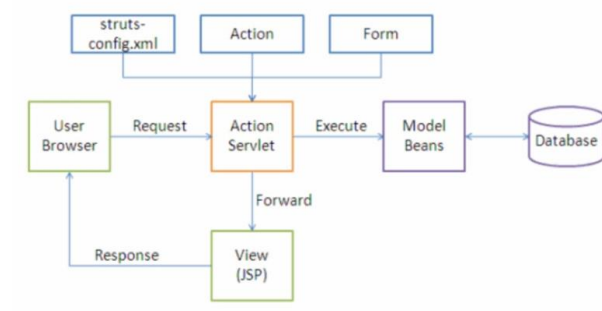 struts-
config.xml
Action
Form
User
Browser
Request
Action
Servlet
Execute
Model
Beans
Database
Forward
Response
View
(JSP)